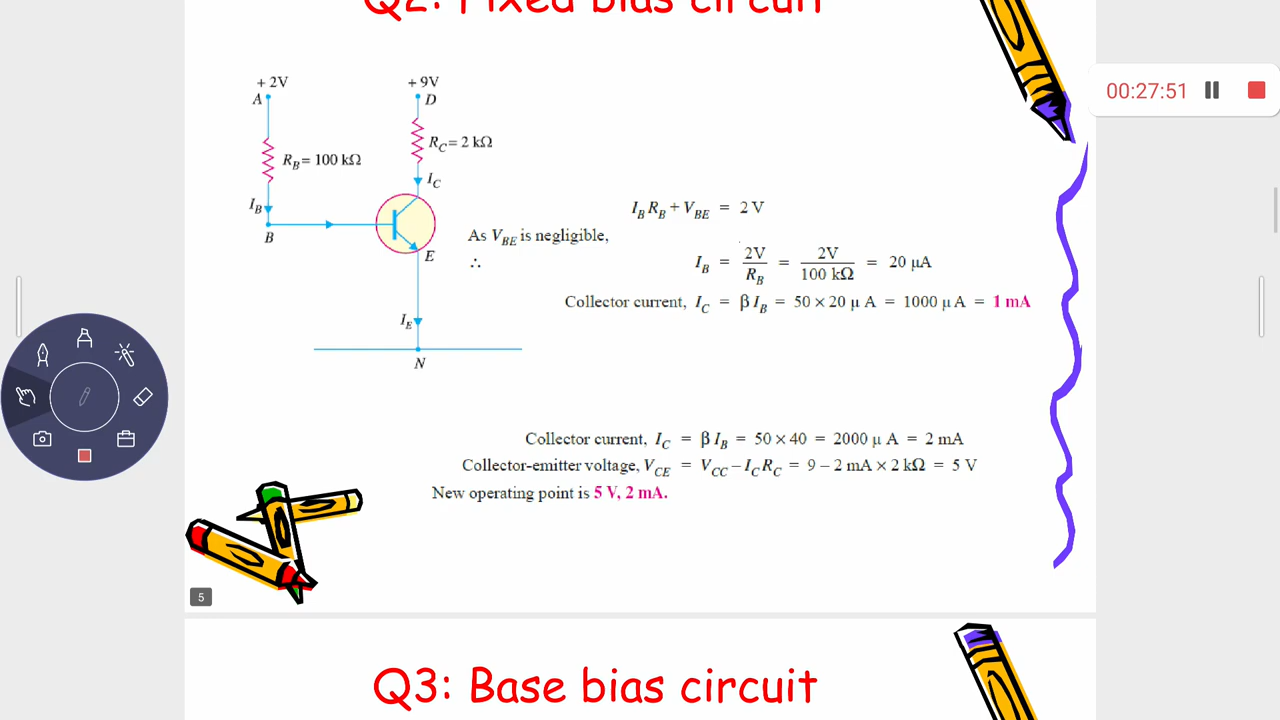 Q2: Fixed bias circuit
+ 2V
+ 9V
A
D
R_C = 2 kΩ
R_B = 100 kΩ
I_C
I_B
B
E
I_E
N
I_B R_B + V_BE = 2 V
As V_BE is negligible,
∴ I_B = 2V / R_B = 2V / 100 kΩ = 20 µA
Collector current, I_C = β I_B = 50 × 20 µ A = 1000 µ A = 1 mA
Collector current, I_C = β I_B = 50 × 40 = 2000 µ A = 2 mA
Collector-emitter voltage, V_CE = V_CC – I_C R_C = 9 – 2 mA × 2 kΩ = 5 V
New operating point is 5 V, 2 mA.
5
Q3: Base bias circuit
00:27:51